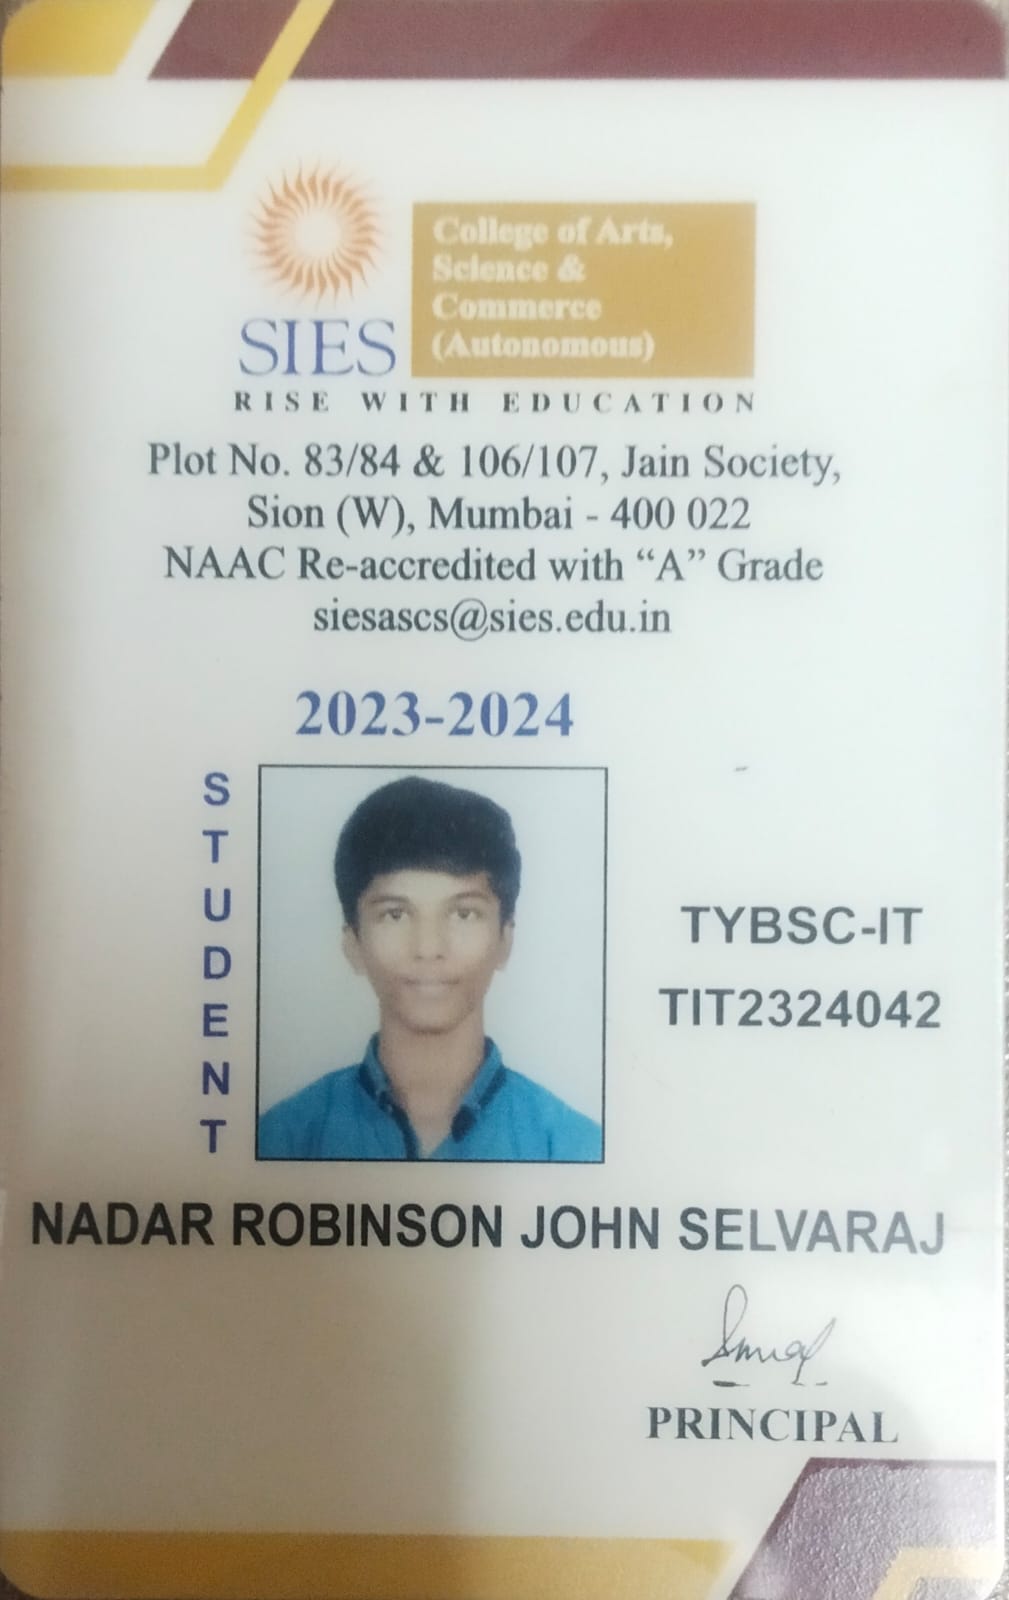 College of Arts,
Science &
Commerce
(Autonomous)
SIES
RISE WITH EDUCATION
Plot No. 83/84 & 106/107, Jain Society,
Sion (W), Mumbai - 400 022
NAAC Re-accredited with “A” Grade
siesascs@sies.edu.in
2023-2024
STUDENT
TYBSC-IT
TIT2324042
NADAR ROBINSON JOHN SELVARAJ
PRINCIPAL